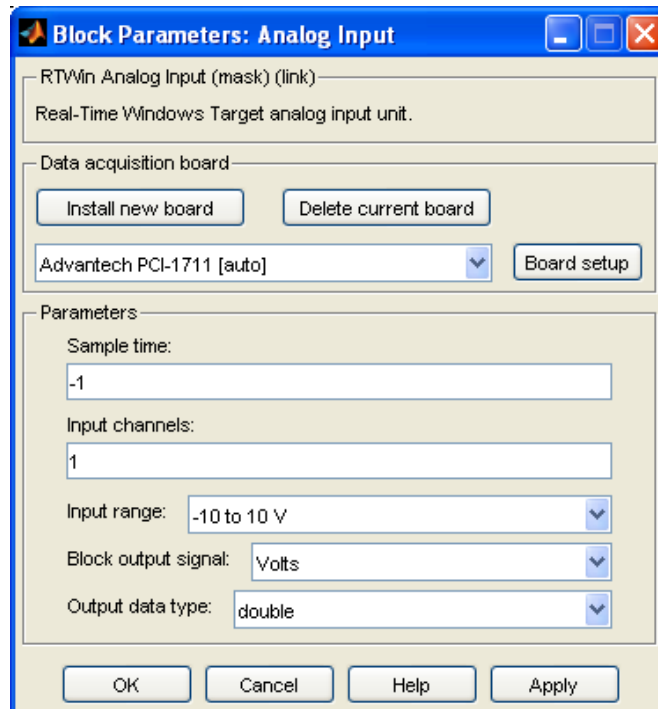 Block Parameters: Analog Input
RTWin Analog Input (mask) (link)
Real-Time Windows Target analog input unit.
Data acquisition board
Install new board Delete current board
Advantech PCI-1711 [auto] Board setup
Parameters
Sample time:
-1
Input channels:
1
Input range: -10 to 10 V
Block output signal: Volts
Output data type: double
OK Cancel Help Apply